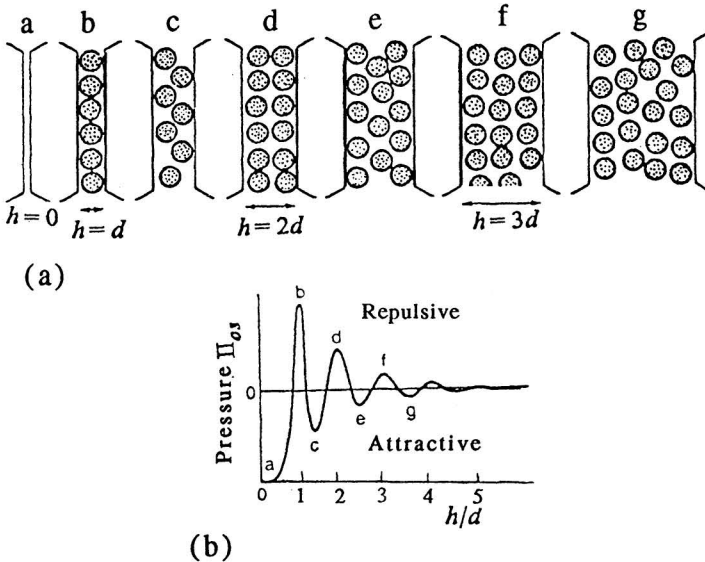 a b c d e f g
h = 0
h = d
h = 2d
h = 3d
(a)
b
Repulsive
d
f
Pressure Π_os
0
a
c
e
g
Attractive
0 1 2 3 4 5
h/d
(b)